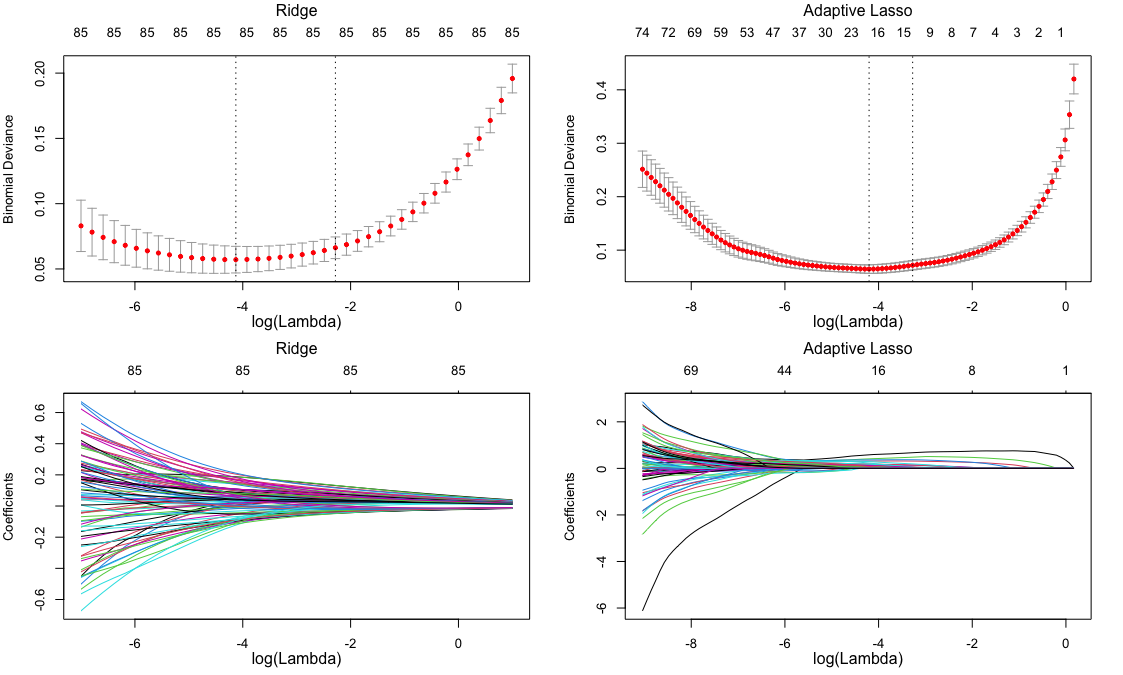 Ridge
85 85 85 85 85 85 85 85 85 85 85 85 85 85
Binomial Deviance
0.20
0.15
0.10
0.05
-6 -4 -2 0
log(Lambda)
Adaptive Lasso
74 72 69 59 53 47 37 30 23 16 15 9 8 7 4 3 2 1
Binomial Deviance
0.4
0.3
0.2
0.1
-8 -6 -4 -2 0
log(Lambda)
Ridge
85 85 85 85
Coefficients
0.6
0.4
0.2
-0.2
-0.6
-6 -4 -2 0
log(Lambda)
Adaptive Lasso
69 44 16 8 1
Coefficients
2
0
-2
-4
-6
-8 -6 -4 -2 0
log(Lambda)